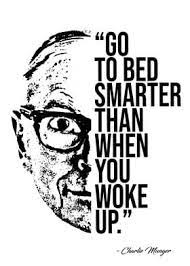 “GO
TO BED
SMARTER
THAN
WHEN
YOU
WOKE
UP.”
- Charlie Munger